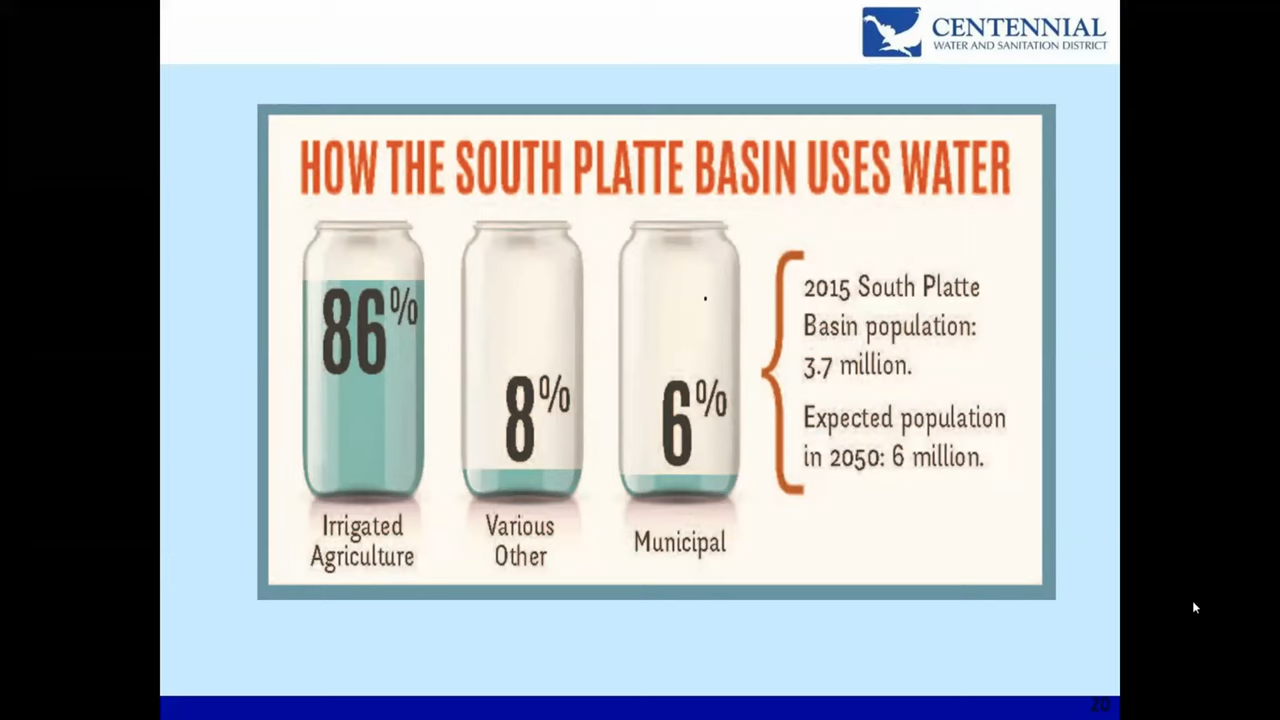 CENTENNIAL
WATER AND SANITATION DISTRICT
HOW THE SOUTH PLATTE BASIN USES WATER
86%
8%
6%
Irrigated
Agriculture
Various
Other
Municipal
2015 South Platte
Basin population:
3.7 million.
Expected population
in 2050: 6 million.
20